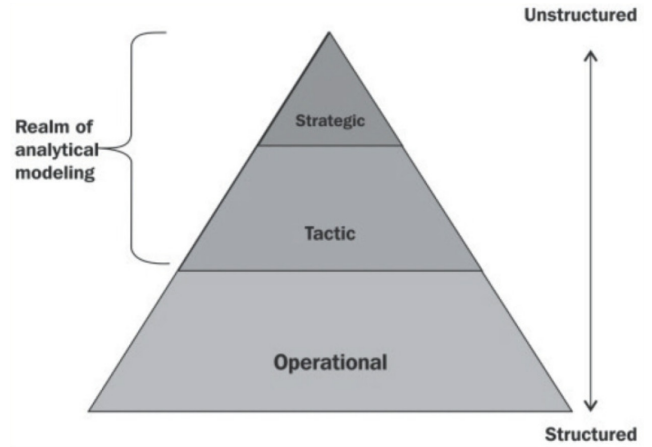 Unstructured
Strategic
Realm of
analytical
modeling
Tactic
Operational
Structured